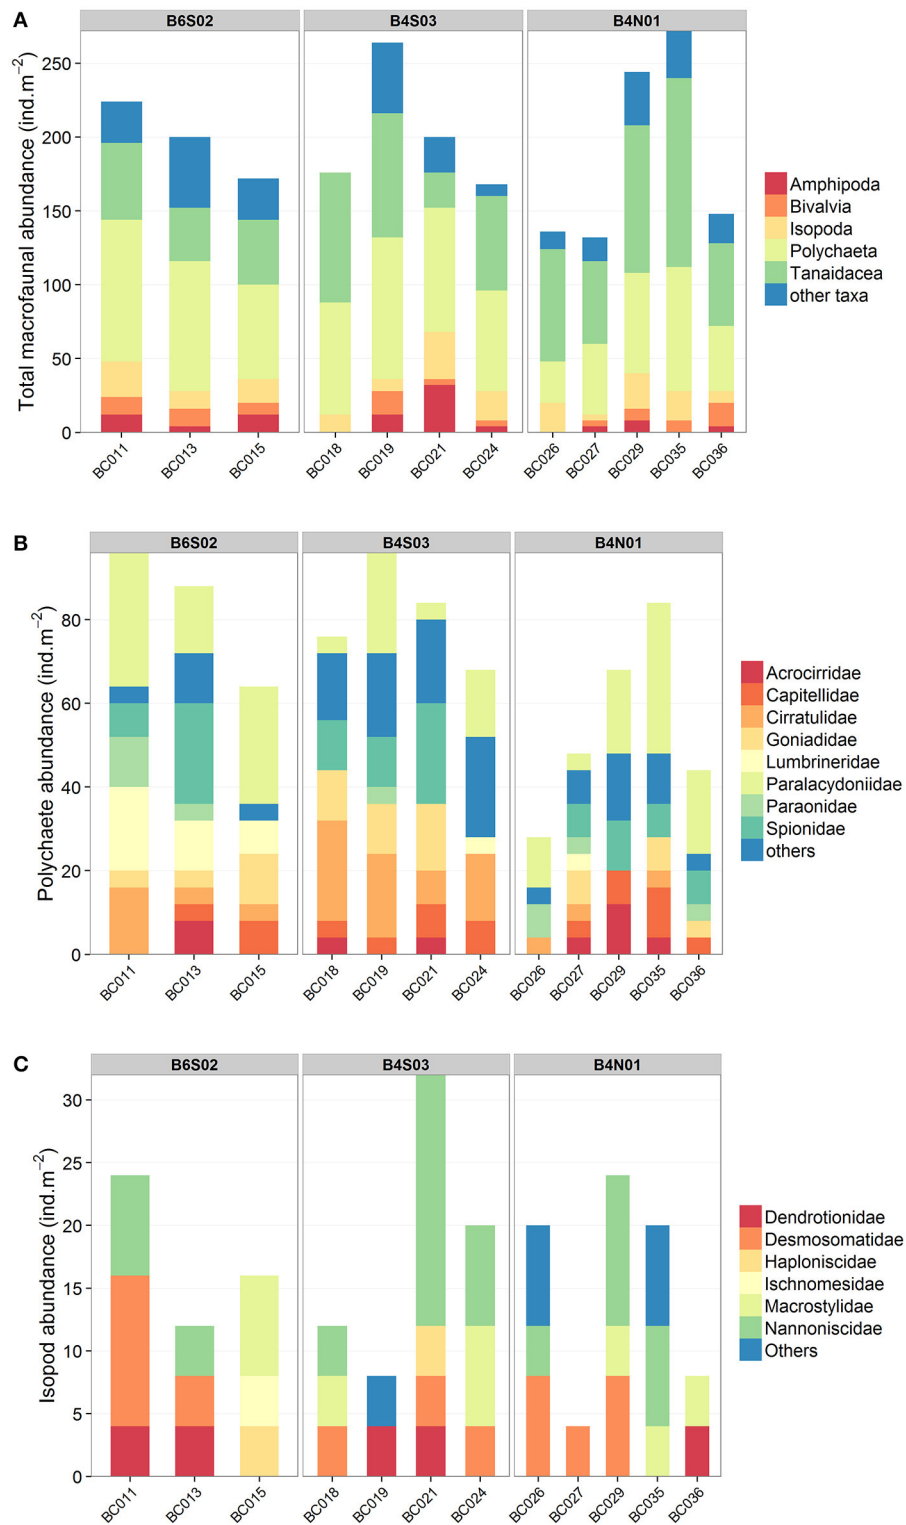 A
B6S02 B4S03 B4N01
Total macrofaunal abundance (ind.m⁻²)
250
200
150
100
50
0
BC011 BC013 BC015 BC018 BC019 BC021 BC024 BC026 BC027 BC029 BC035 BC036
Amphipoda
Bivalvia
Isopoda
Polychaeta
Tanaidacea
other taxa
B
B6S02 B4S03 B4N01
Polychaete abundance (ind.m⁻²)
80
60
40
20
0
BC011 BC013 BC015 BC018 BC019 BC021 BC024 BC026 BC027 BC029 BC035 BC036
Acrocirridae
Capitellidae
Cirratulidae
Goniadidae
Lumbrineridae
Paralacydoniidae
Paraonidae
Spionidae
others
C
B6S02 B4S03 B4N01
Isopod abundance (ind.m⁻²)
30
25
20
15
10
5
0
BC011 BC013 BC015 BC018 BC019 BC021 BC024 BC026 BC027 BC029 BC035 BC036
Dendrotionidae
Desmosomatidae
Haploniscidae
Ischnomesidae
Macrostylidae
Nannoniscidae
Others